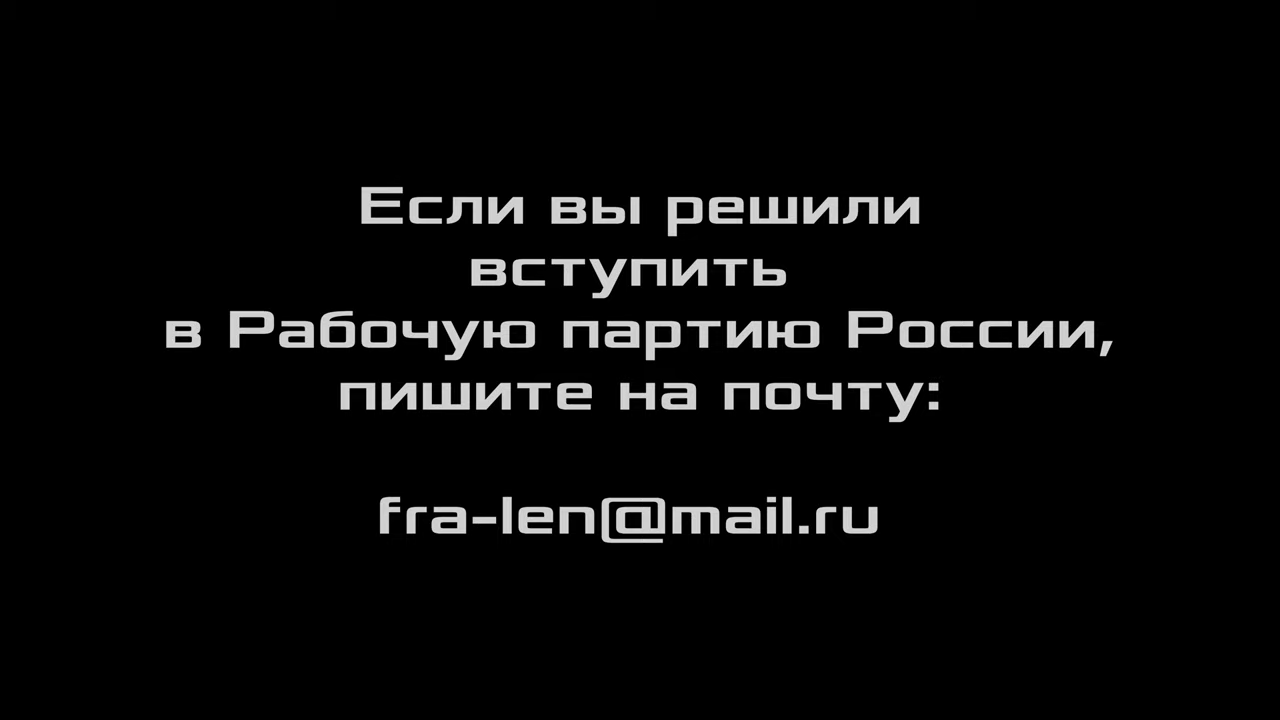 Если вы решили
вступить
в Рабочую партию России,
пишите на почту:
fra-len@mail.ru